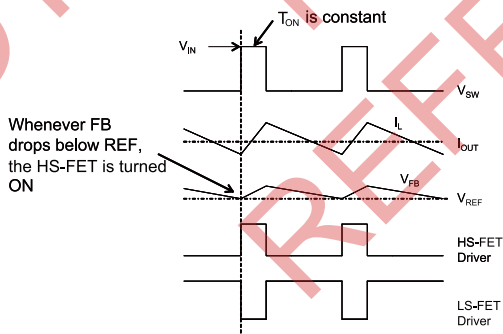 T_ON is constant
V_IN
V_SW
Whenever FB
drops below REF,
the HS-FET is turned
ON
I_L
I_OUT
V_FB
V_REF
HS-FET
Driver
LS-FET
Driver
REFE